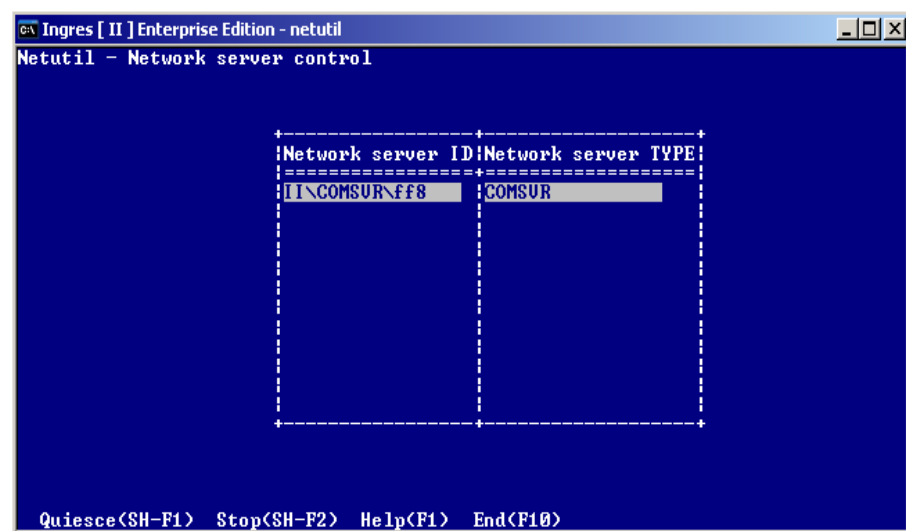 Ingres [ II ] Enterprise Edition - netutil
Netutil - Network server control
Network server ID Network server TYPE
II\COMSVR\ff8 COMSVR
Quiesce(SH-F1) Stop(SH-F2) Help(F1) End(F10)